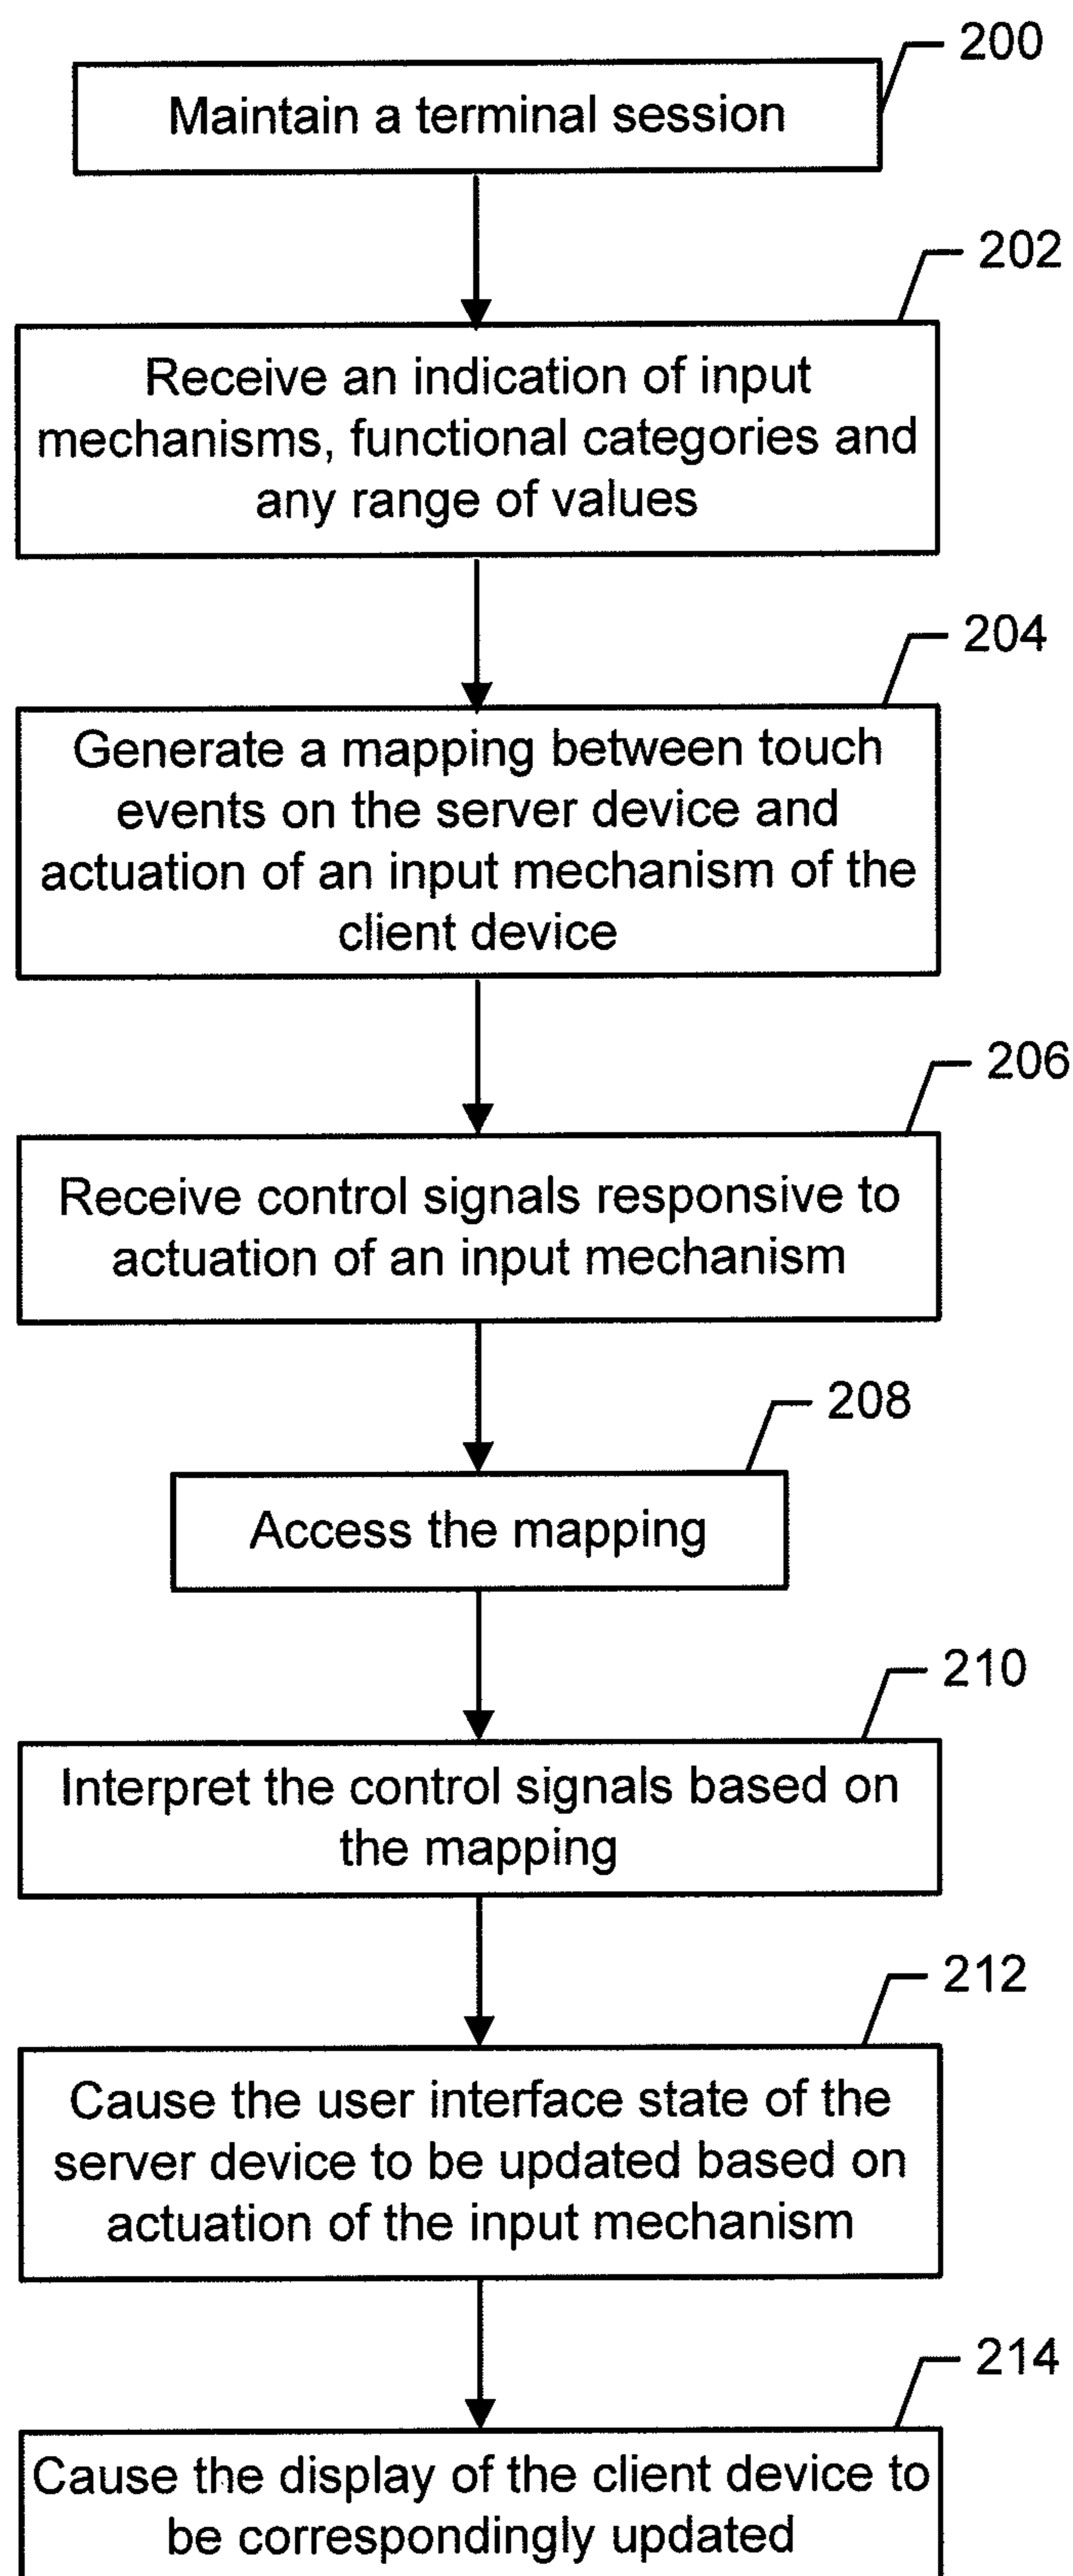 200
Maintain a terminal session
202
Receive an indication of input
mechanisms, functional categories and
any range of values
204
Generate a mapping between touch
events on the server device and
actuation of an input mechanism of the
client device
206
Receive control signals responsive to
actuation of an input mechanism
208
Access the mapping
210
Interpret the control signals based on
the mapping
212
Cause the user interface state of the
server device to be updated based on
actuation of the input mechanism
214
Cause the display of the client device to
be correspondingly updated